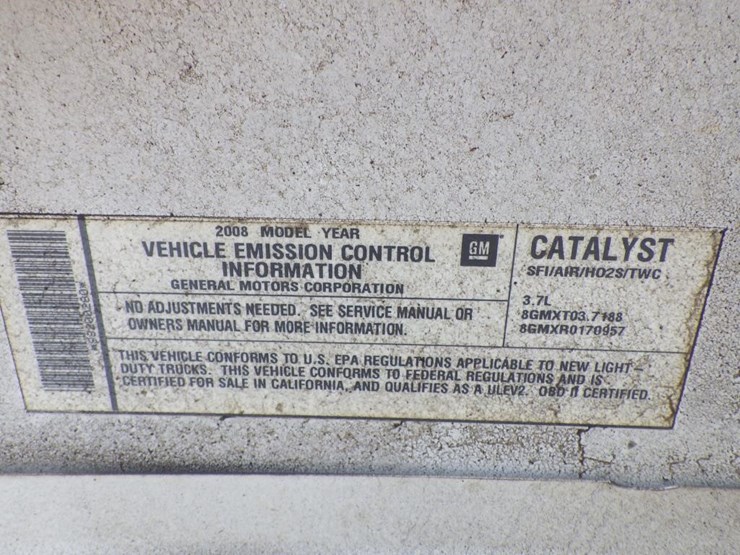 2008 MODEL YEAR
VEHICLE EMISSION CONTROL
INFORMATION
GENERAL MOTORS CORPORATION
GM
CATALYST
SFI/AIR/HO2S/TWC
NO ADJUSTMENTS NEEDED. SEE SERVICE MANUAL OR
OWNERS MANUAL FOR MORE INFORMATION.
3.7L
8GMXT03.7188
8GMXR0170957
THIS VEHICLE CONFORMS TO U.S. EPA REGULATIONS APPLICABLE TO NEW LIGHT-
DUTY TRUCKS. THIS VEHICLE CONFORMS TO FEDERAL REGULATIONS AND IS
CERTIFIED FOR SALE IN CALIFORNIA, AND QUALIFIES AS A ULEV2. OBD II CERTIFIED.